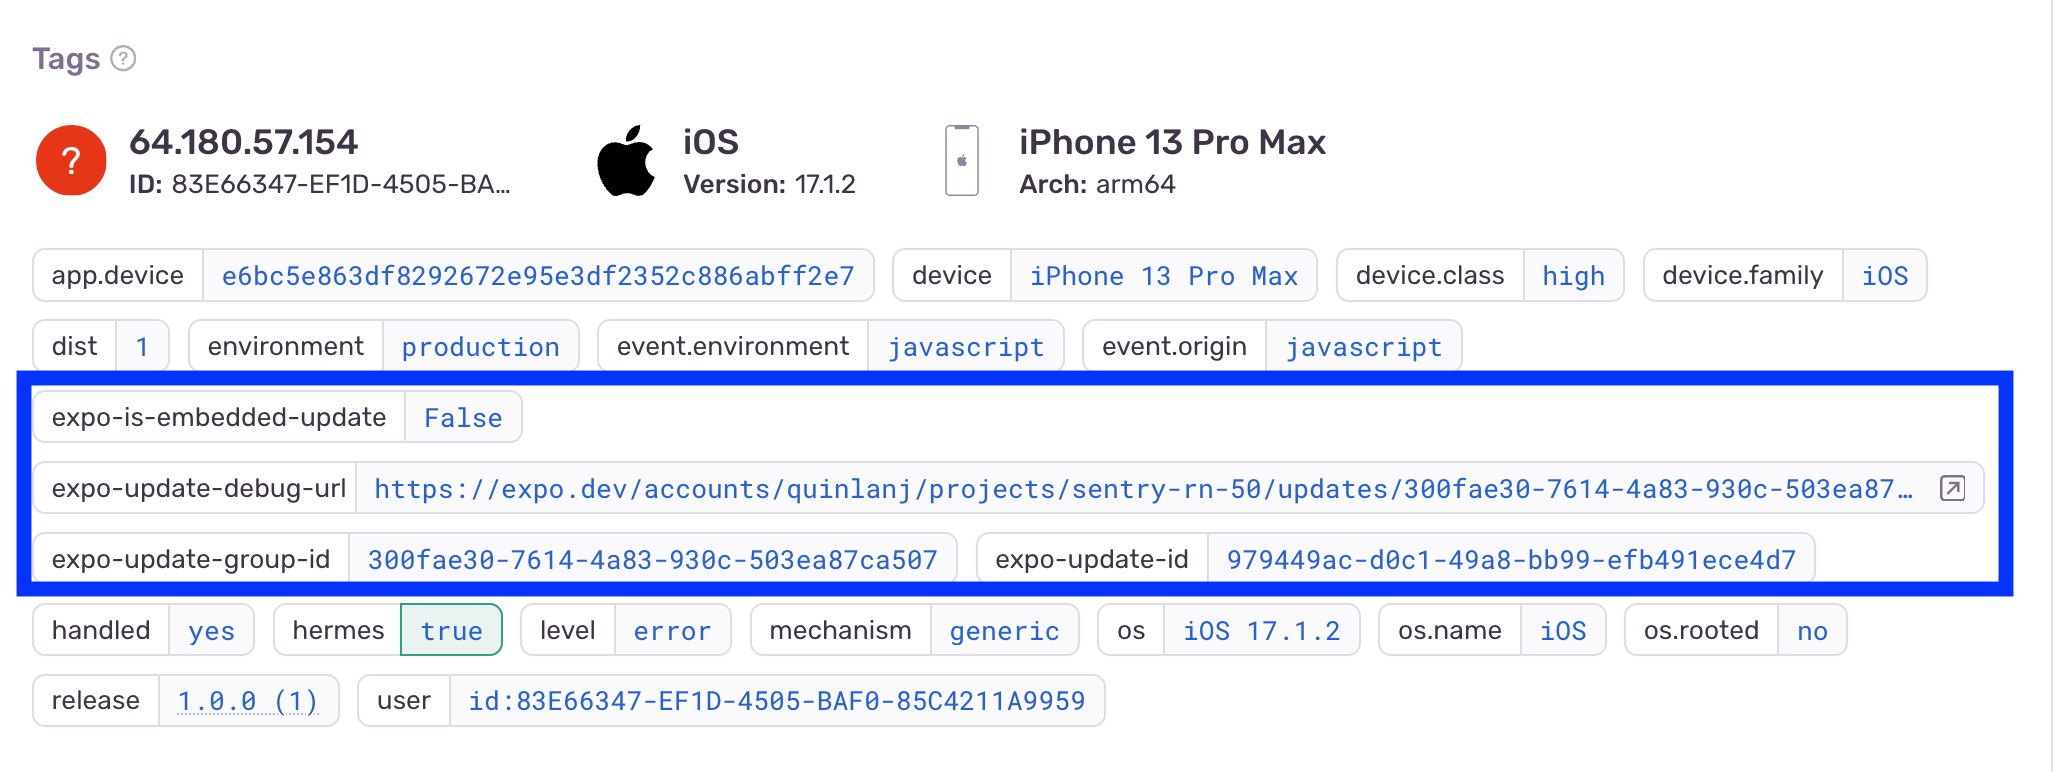 Tags ?
? 64.180.57.154 iOS iPhone 13 Pro Max
ID: 83E66347-EF1D-4505-BA... Version: 17.1.2 Arch: arm64
app.device e6bc5e863df8292672e95e3df2352c886abff2e7 device iPhone 13 Pro Max device.class high device.family iOS
dist 1 environment production event.environment javascript event.origin javascript
expo-is-embedded-update False
expo-update-debug-url https://expo.dev/accounts/quinlanj/projects/sentry-rn-50/updates/300fae30-7614-4a83-930c-503ea87…
expo-update-group-id 300fae30-7614-4a83-930c-503ea87ca507 expo-update-id 979449ac-d0c1-49a8-bb99-efb491ece4d7
handled yes hermes true level error mechanism generic os iOS 17.1.2 os.name iOS os.rooted no
release 1.0.0 (1) user id:83E66347-EF1D-4505-BAF0-85C4211A9959